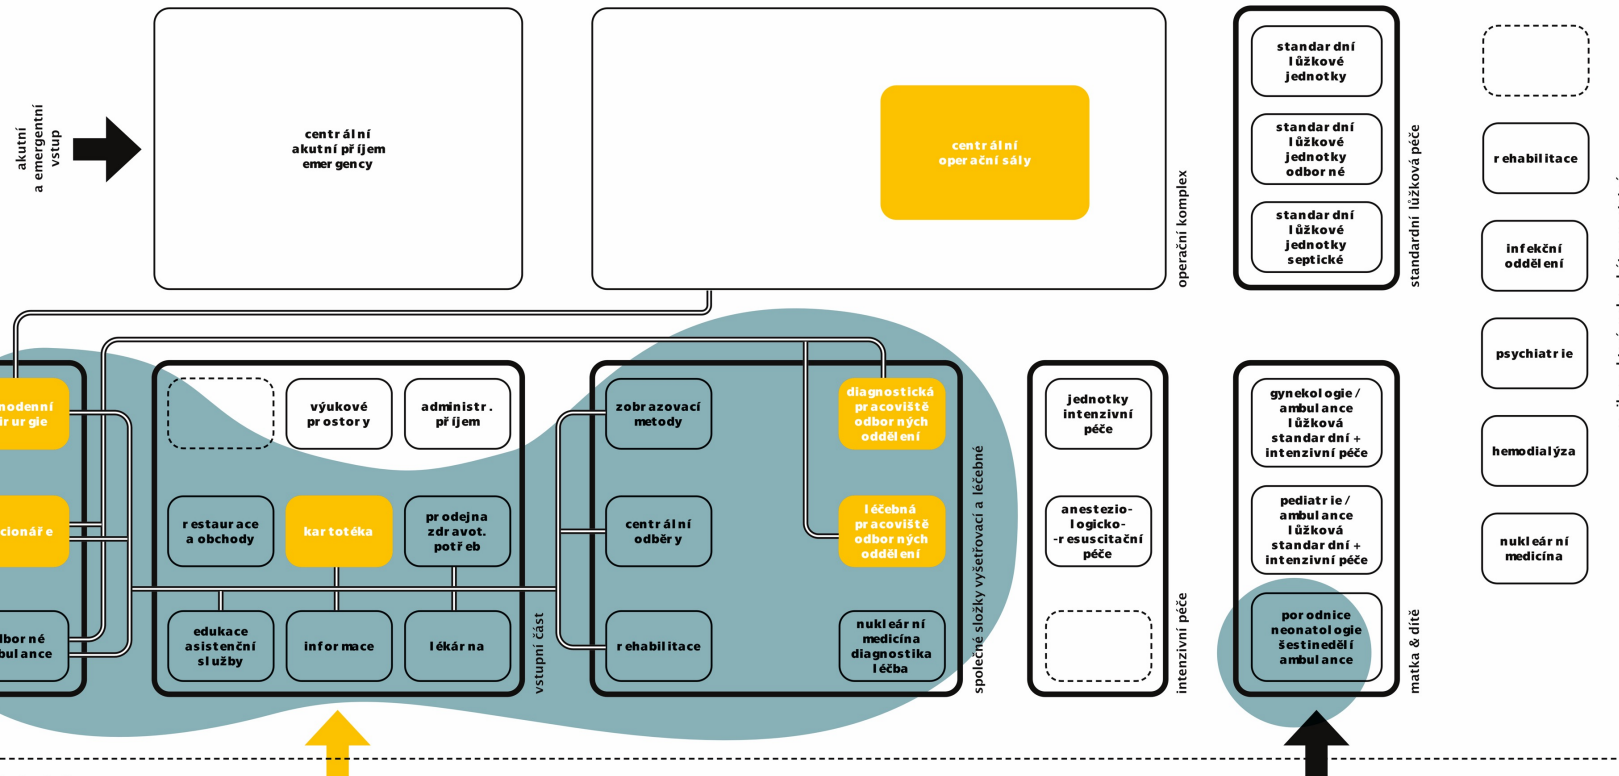 akutní
a emergentní
vstup
centrální
akutní příjem
emergency
centrální
operační sály
operační komplex
standardní
lůžkové
jednotky
standardní
lůžkové
jednotky
odborné
standardní
lůžkové
jednotky
septické
standardní lůžková péče
rehabilitace
infekční
oddělení
psychiatrie
hemodialýza
nukleární
medicína
výukové
prostory
administr.
příjem
restaurace
a obchody
kartotéka
prodejna
zdravot.
potřeb
edukace
asistenční
služby
informace
lékárna
vstupní část
zobrazovací
metody
diagnostická
pracoviště
odborných
oddělení
centrální
odběry
léčebná
pracoviště
odborných
oddělení
rehabilitace
nukleární
medicína
diagnostika
léčba
společné složky vyšetřovací a léčebné
jednotky
intenzivní
péče
anestezio-
logicko-
-resuscitační
péče
intenzivní péče
gynekologie/
ambulance
lůžková
standardní +
intenzivní péče
pediatrie/
ambulance
lůžková
standardní +
intenzivní péče
porodnice
neonatologie
šestinedělí
ambulance
matka & dítě